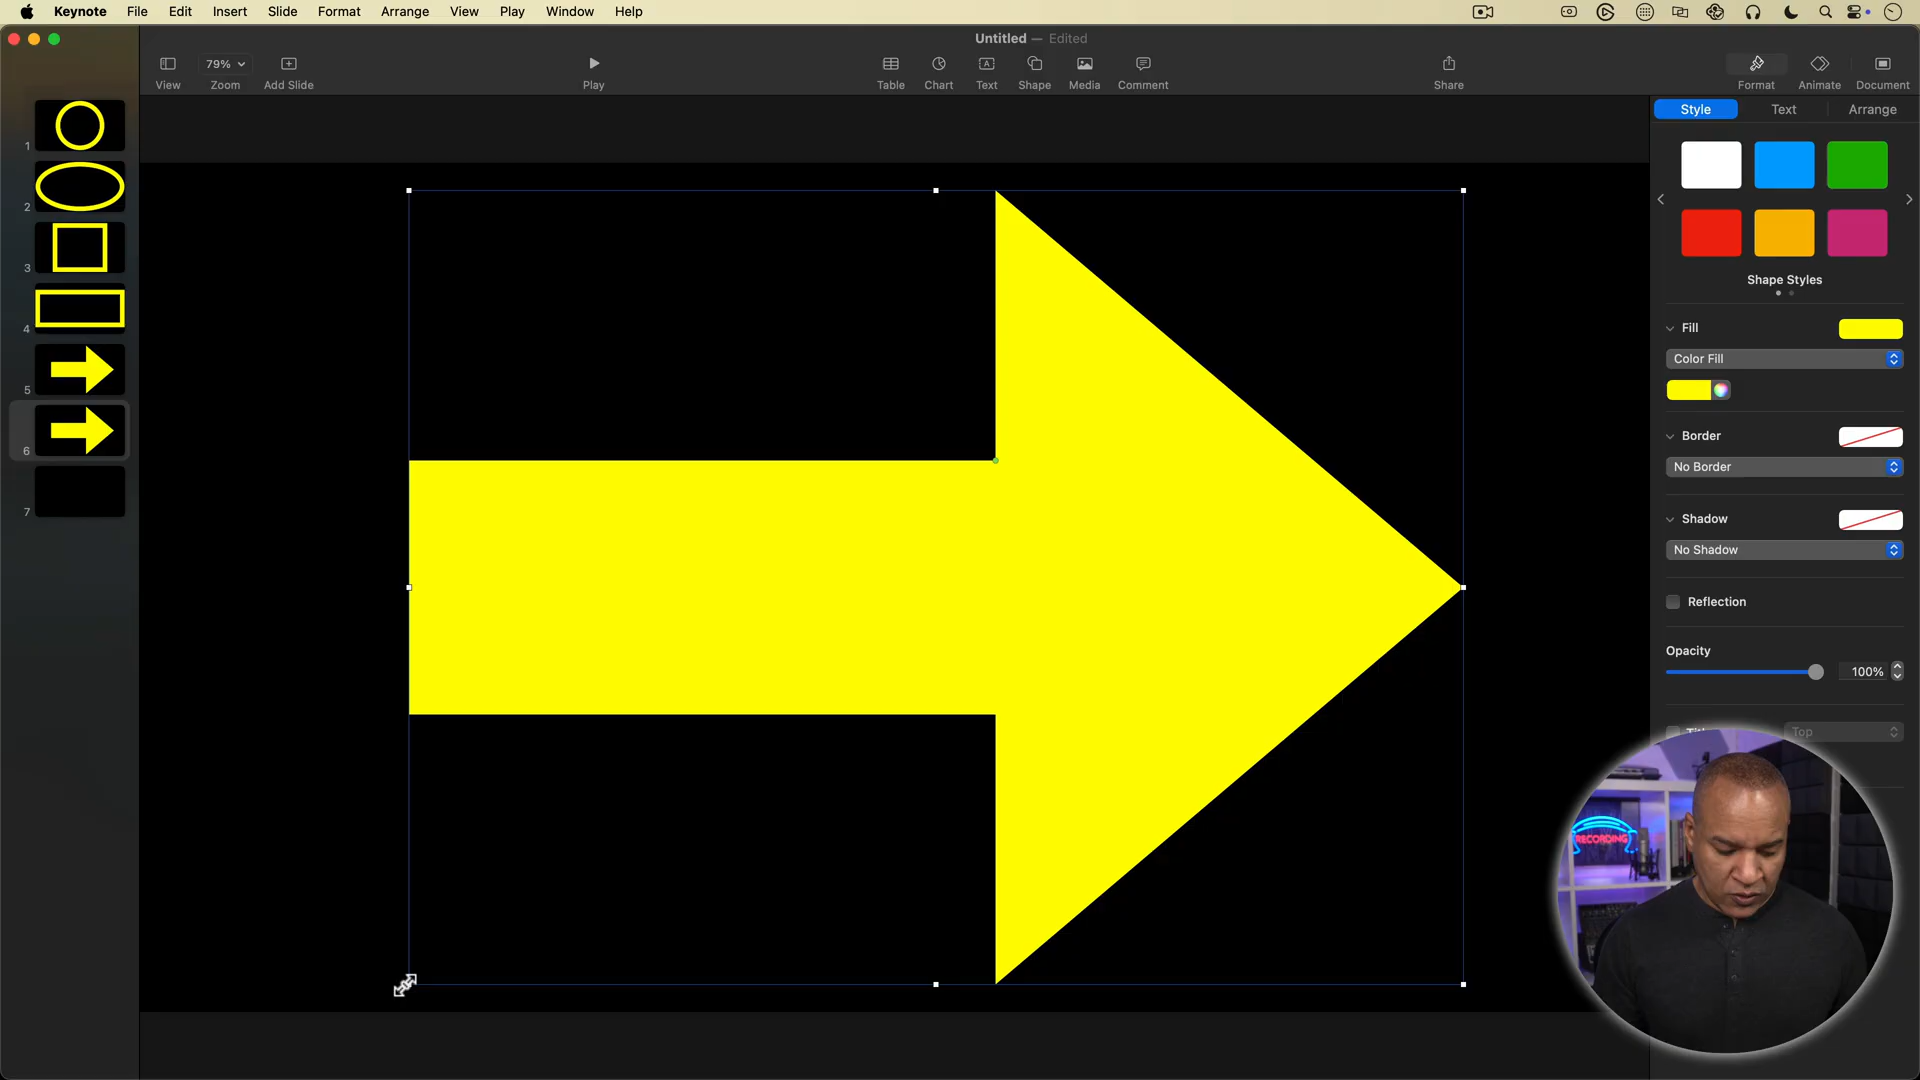 Keynote File Edit Insert Slide Format Arrange View Play Window Help
Untitled — Edited
79%
View Zoom Add Slide Play Table Chart Text Shape Media Comment Share Format Animate Document
Style Text Arrange
1
2
3
4
5
6
7
Shape Styles
Fill
Color Fill
Border
No Border
Shadow
No Shadow
Reflection
Opacity
100%
Top
RECORDING